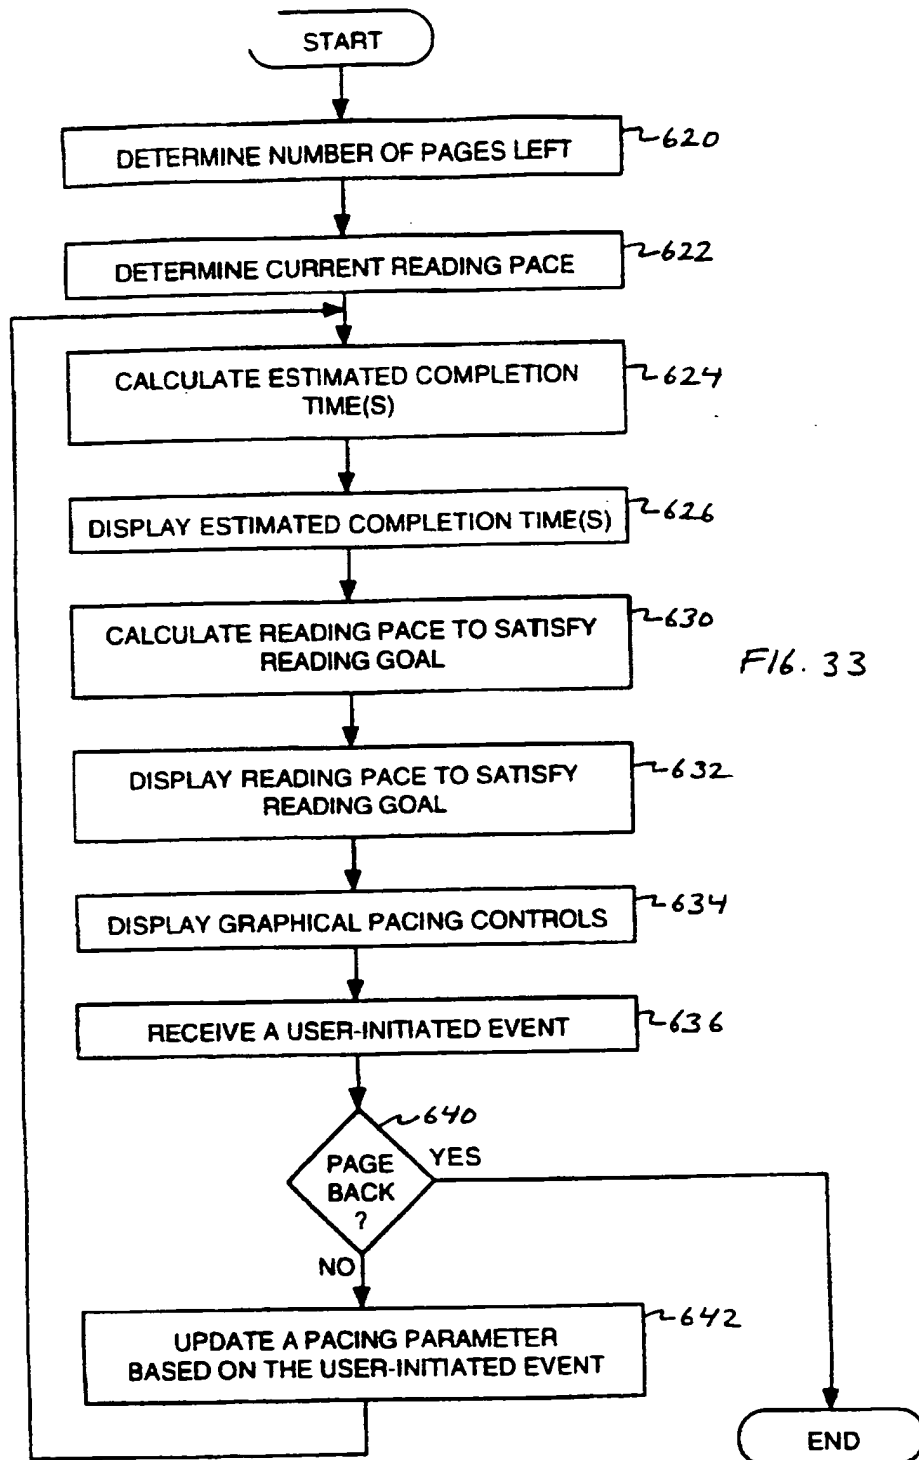 START
DETERMINE NUMBER OF PAGES LEFT
620
DETERMINE CURRENT READING PACE
622
CALCULATE ESTIMATED COMPLETION
TIME(S)
624
DISPLAY ESTIMATED COMPLETION TIME(S)
626
CALCULATE READING PACE TO SATISFY
READING GOAL
630
FIG. 33
DISPLAY READING PACE TO SATISFY
READING GOAL
632
DISPLAY GRAPHICAL PACING CONTROLS
634
RECEIVE A USER-INITIATED EVENT
636
640
PAGE
BACK
?
YES
NO
UPDATE A PACING PARAMETER
BASED ON THE USER-INITIATED EVENT
642
END